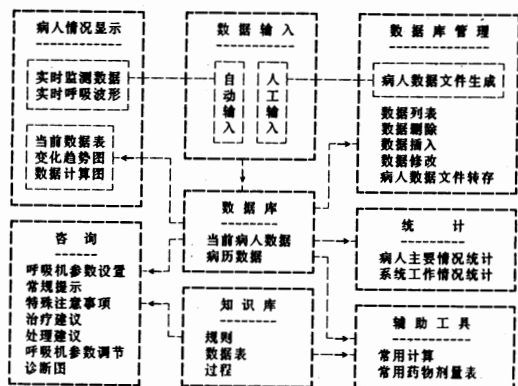 病人情况显示
实时监测数据
实时呼吸波形
当前数据表
变化趋势图
数据计算图
数据输入
自动输入
人工输入
数据库管理
病人数据文件生成
数据列表
数据删除
数据插入
数据修改
病人数据文件转存
数据库
当前病人数据
病历数据
咨询
呼吸机参数设置
常规提示
特殊注意事项
治疗建议
处理建议
呼吸机参数调节
诊断图
知识库
规则
数据表
过程
统计
病人主要情况统计
系统工作情况统计
辅助工具
常用计算
常用药物剂量表